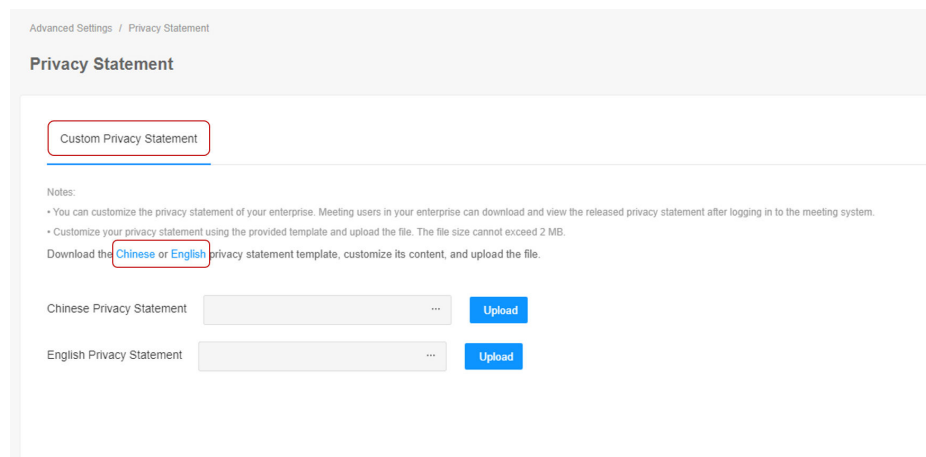 Advanced Settings / Privacy Statement
Privacy Statement
Custom Privacy Statement
Notes:
• You can customize the privacy statement of your enterprise. Meeting users in your enterprise can download and view the released privacy statement after logging in to the meeting system.
• Customize your privacy statement using the provided template and upload the file. The file size cannot exceed 2 MB.
Download the Chinese or English privacy statement template, customize its content, and upload the file.
Chinese Privacy Statement ... Upload
English Privacy Statement ... Upload